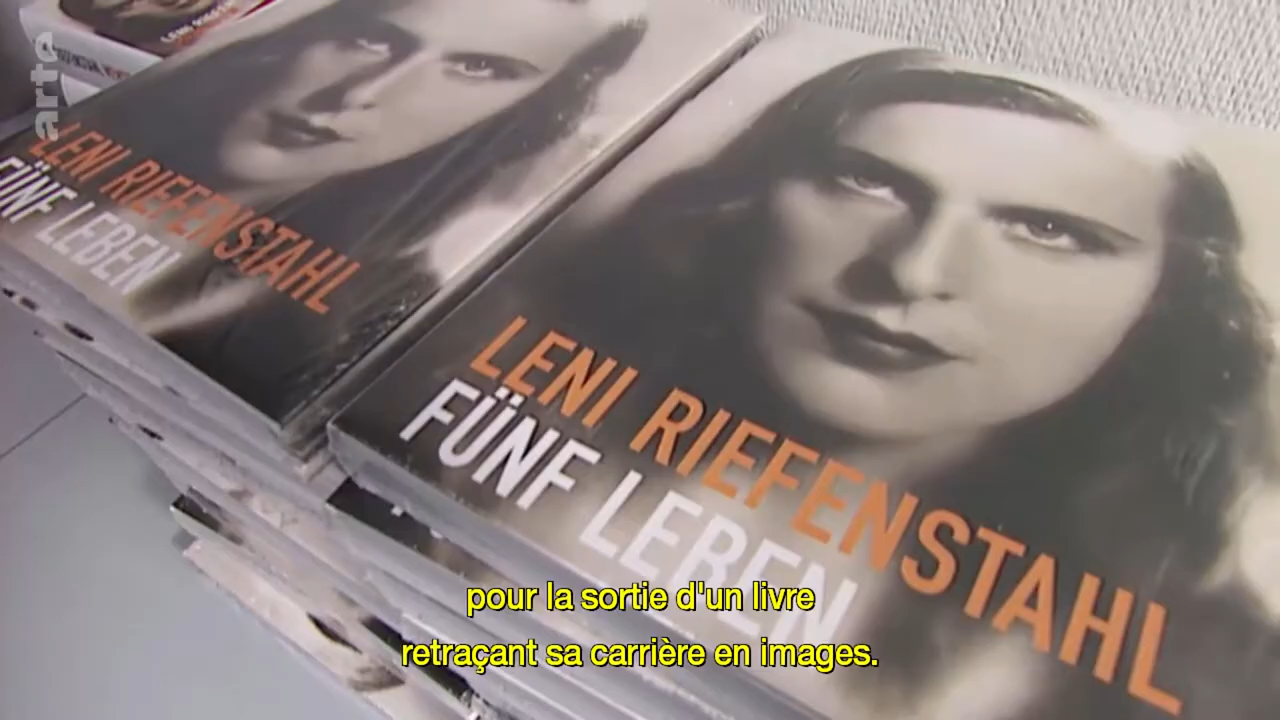 arte
LENI RIEFENSTAHL
FÜNF LEBEN
LENI RIEFENSTAHL
FÜNF LEBEN
pour la sortie d'un livre
retraçant sa carrière en images.